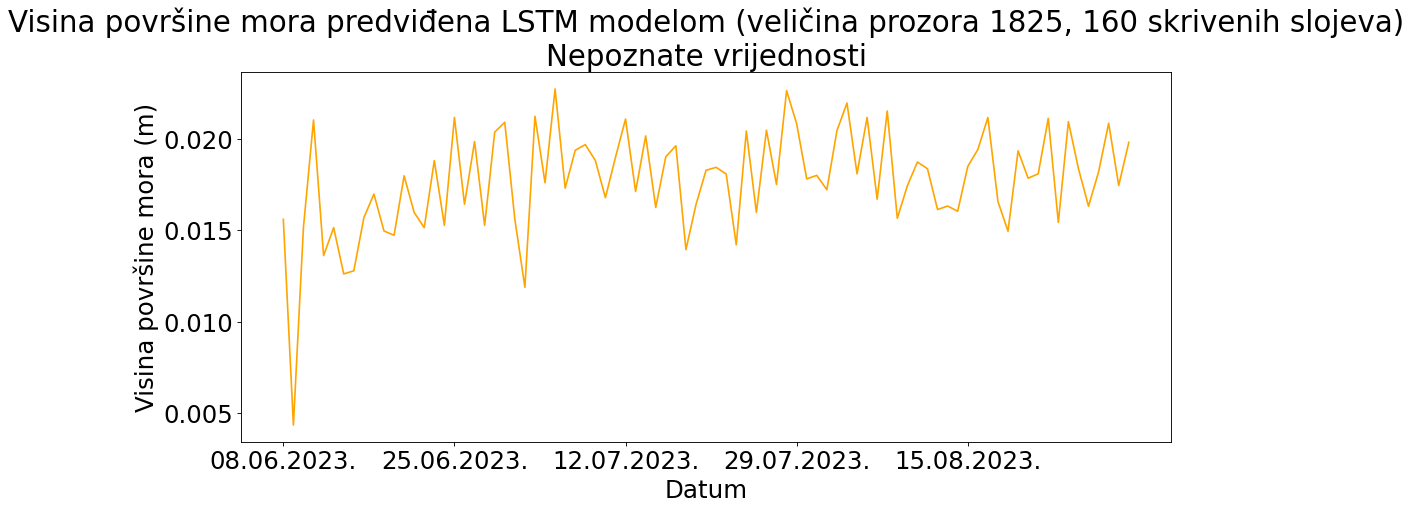 Visina površine mora predviđena LSTM modelom (veličina prozora 1825, 160 skrivenih slojeva)
Nepoznate vrijednosti
Visina površine mora (m)
0.020
0.015
0.010
0.005
08.06.2023. 25.06.2023. 12.07.2023. 29.07.2023. 15.08.2023.
Datum